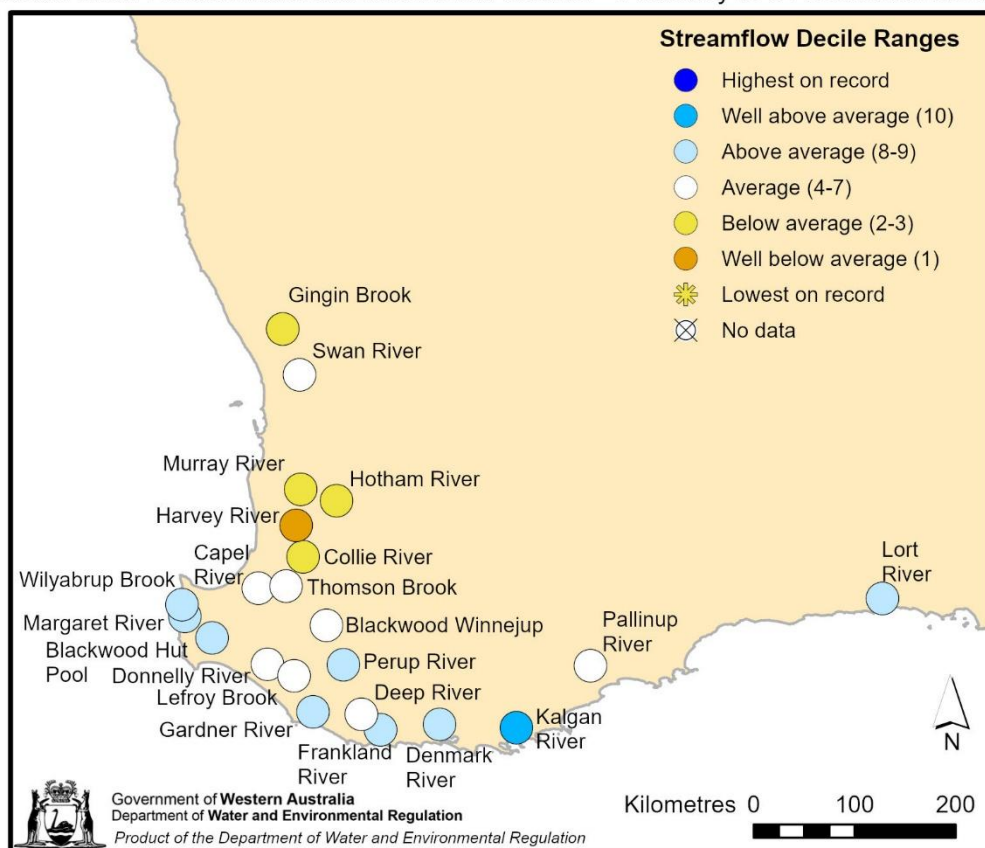 Streamflow Decile Ranges
Highest on record
Well above average (10)
Above average (8-9)
Average (4-7)
Below average (2-3)
Well below average (1)
Lowest on record
No data
Gingin Brook
Swan River
Murray River
Hotham River
Harvey River
Capel
River
Collie River
Thomson Brook
Wilyabrup Brook
Margaret River
Blackwood Winnejup
Blackwood Hut
Pool
Donnelly River
Perup River
Lefroy Brook
Deep River
Gardner River
Frankland
River
Denmark
River
Kalgan
River
Pallinup
River
Lort
River
N
Government of Western Australia
Department of Water and Environmental Regulation
Product of the Department of Water and Environmental Regulation
Kilometres 0 100 200